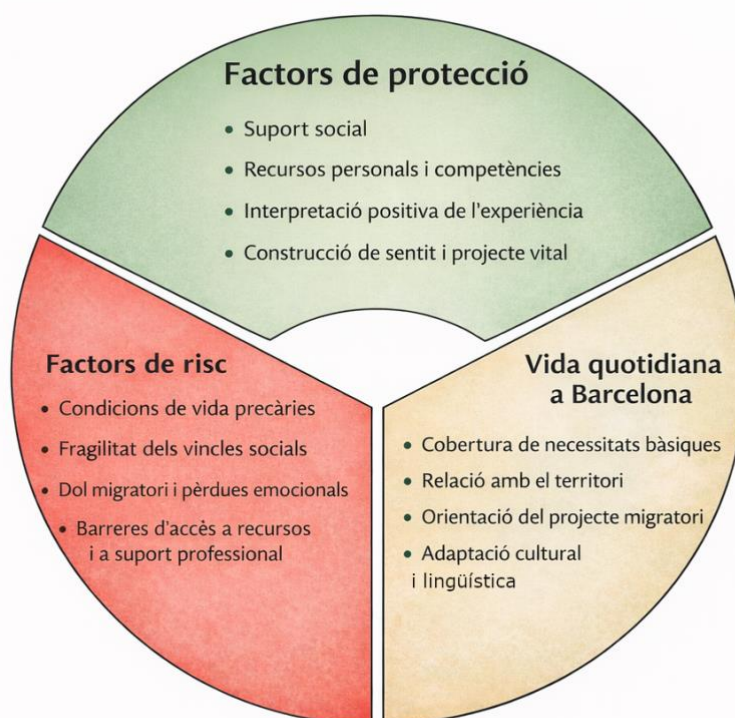 Factors de protecció
• Suport social
• Recursos personals i competències
• Interpretació positiva de l'experiència
• Construcció de sentit i projecte vital
Factors de risc
• Condicions de vida precàries
• Fragilitat dels vincles socials
• Dol migratori i pèrdues emocionals
• Barreres d'accès a recursos
i a suport professional
Vida quotidiana
a Barcelona
• Cobertura de necessitats bàsiques
• Relació amb el territori
• Orientació del projecte migratori
• Adaptació cultural
i lingüística